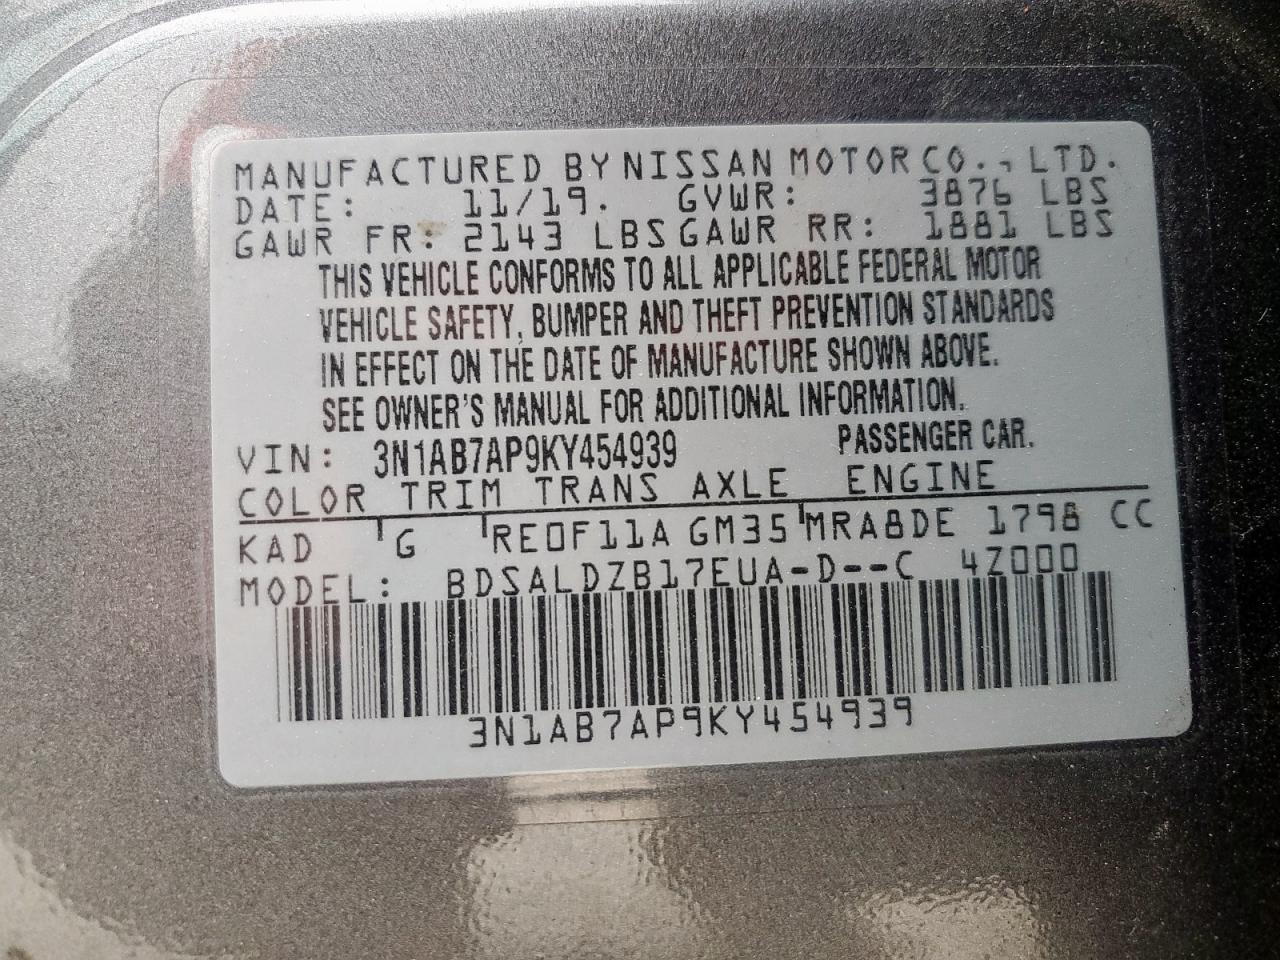 MANUFACTURED BY NISSAN MOTOR CO., LTD.
DATE: 11/19. GVWR: 3876 LBS
GAWR FR: 2143 LBS GAWR RR: 1881 LBS
THIS VEHICLE CONFORMS TO ALL APPLICABLE FEDERAL MOTOR
VEHICLE SAFETY, BUMPER AND THEFT PREVENTION STANDARDS
IN EFFECT ON THE DATE OF MANUFACTURE SHOWN ABOVE.
SEE OWNER'S MANUAL FOR ADDITIONAL INFORMATION.
VIN: 3N1AB7AP9KY454939 PASSENGER CAR.
COLOR TRIM TRANS AXLE ENGINE
KAD G RE0F11A GM35 MRA8DE 1798 CC
MODEL: BDSALDZB17EUA-D--C 4Z000
3N1AB7AP9KY454939